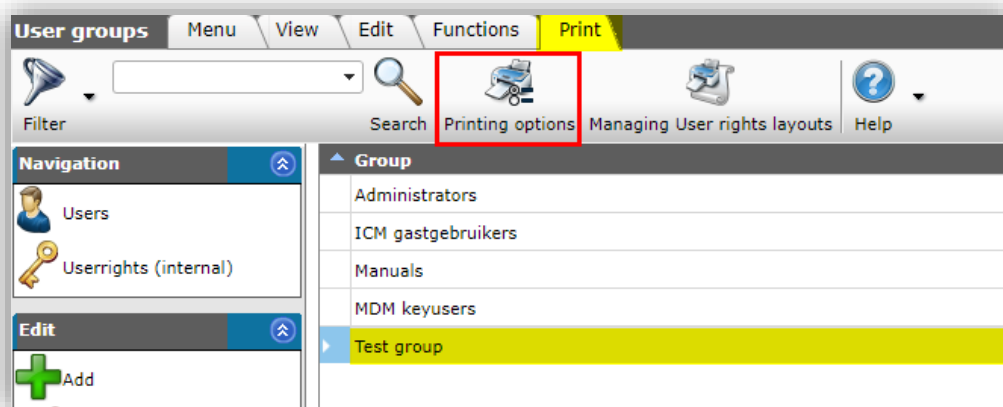 User groups Menu View Edit Functions Print
Filter Search Printing options Managing User rights layouts Help
Navigation
Users
Userrights (internal)
Edit
Add
Group
Administrators
ICM gastgebruikers
Manuals
MDM keyusers
Test group